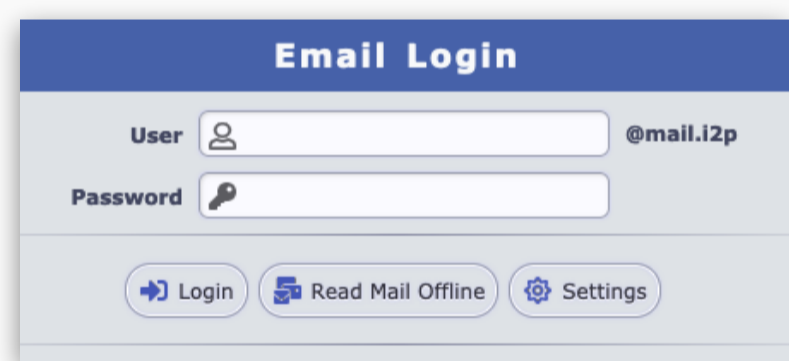 Email Login
User @mail.i2p
Password
Login Read Mail Offline Settings